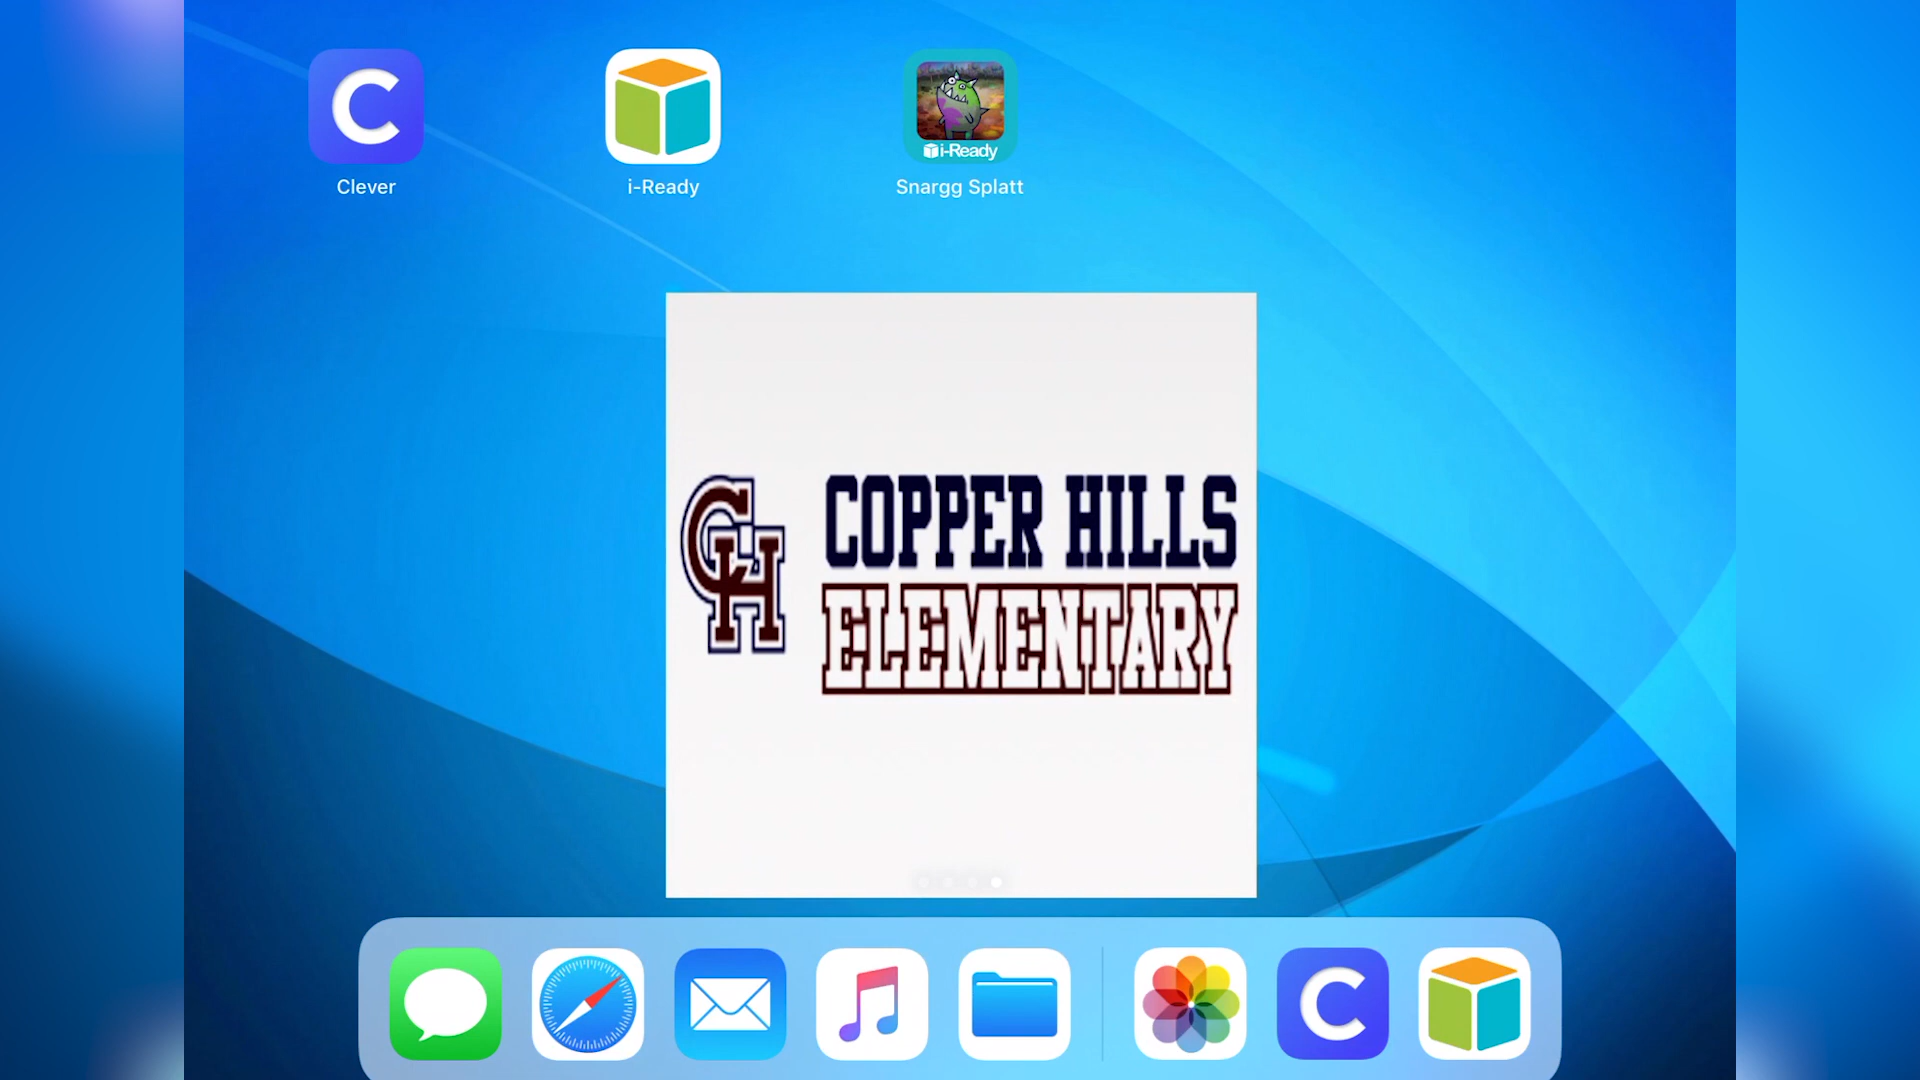 Clever
i-Ready
i-Ready
Snargg Splatt
CH
COPPER HILLS
ELEMENTARY